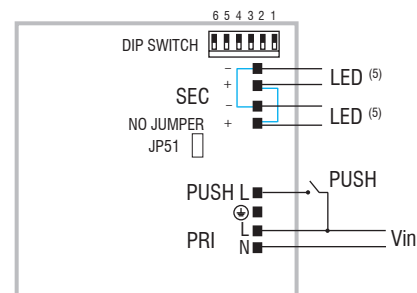 6 5 4 3 2 1
DIP SWITCH
–
LED (5)
+
SEC
–
LED (5)
NO JUMPER +
JP51
PUSH L
PUSH
L
PRI
N
Vin